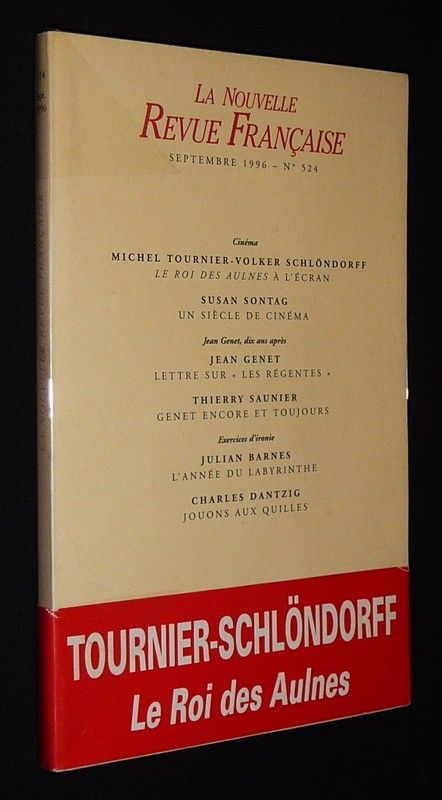 LA NOUVELLE
REVUE FRANÇAISE
SEPTEMBRE 1996 – N° 524
Cinéma
MICHEL TOURNIER-VOLKER SCHLÖNDORFF
LE ROI DES AULNES À L'ÉCRAN
SUSAN SONTAG
UN SIÈCLE DE CINÉMA
Jean Genet, dix ans après
JEAN GENET
LETTRE SUR « LES RÉGENTES »
THIERRY SAUNIER
GENET ENCORE ET TOUJOURS
Exercices d'ironie
JULIAN BARNES
L'ANNÉE DU LABYRINTHE
CHARLES DANTZIG
JOUONS AUX QUILLES
TOURNIER-SCHLÖNDORFF
Le Roi des Aulnes